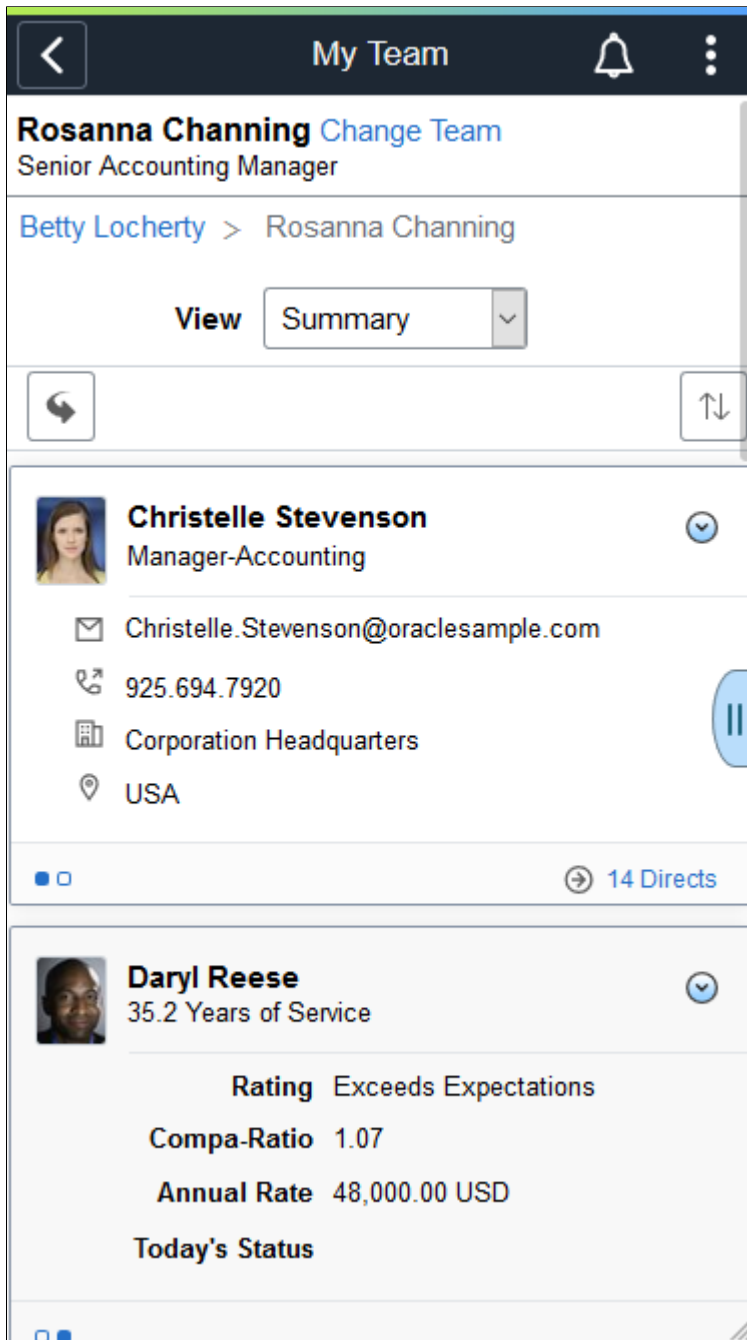 My Team
Rosanna Channing Change Team
Senior Accounting Manager
Betty Locherty > Rosanna Channing
View Summary
Christelle Stevenson
Manager-Accounting
Christelle.Stevenson@oraclesample.com
925.694.7920
Corporation Headquarters
USA
14 Directs
Daryl Reese
35.2 Years of Service
Rating Exceeds Expectations
Compa-Ratio 1.07
Annual Rate 48,000.00 USD
Today's Status